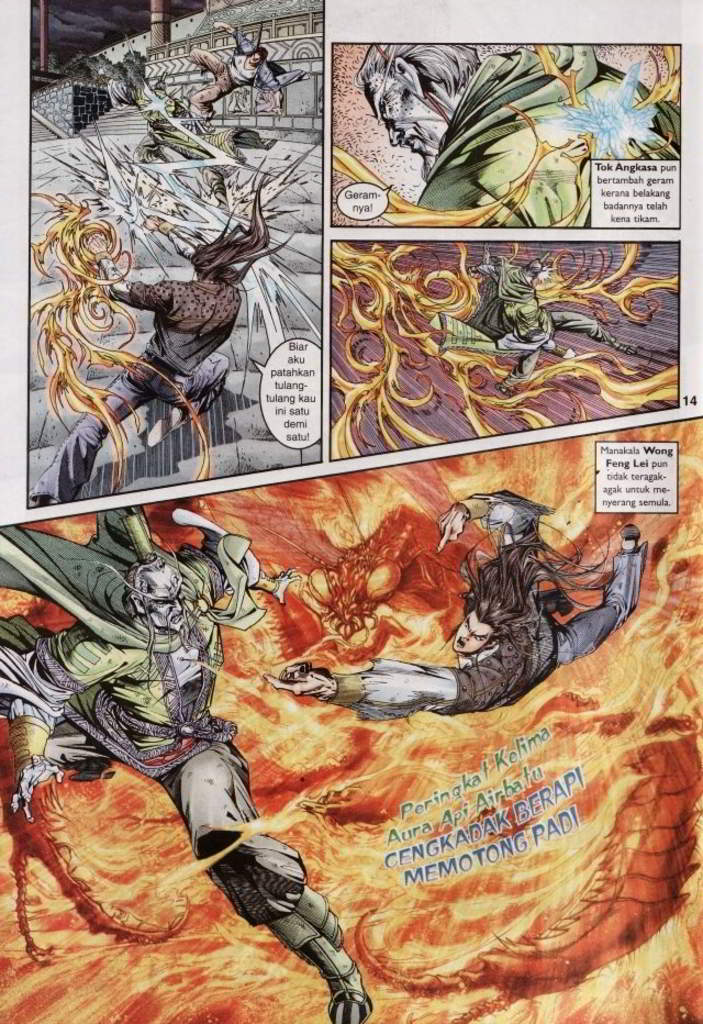 Biar
aku
patahkan
tulang-
tulang kau
ini satu
demi
satu!
Geram-
nya!
Tok Angkasa pun
bertambah geram
kerana belakang
badannya telah
kena tikam.
14
Manakala Wong
Feng Lei pun
tidak teragak-
agak untuk me-
nyerang semula.
Peringkat Kelima
Aura Api Airbatu
CENGKADAK BERAPI
MEMOTONG PADI